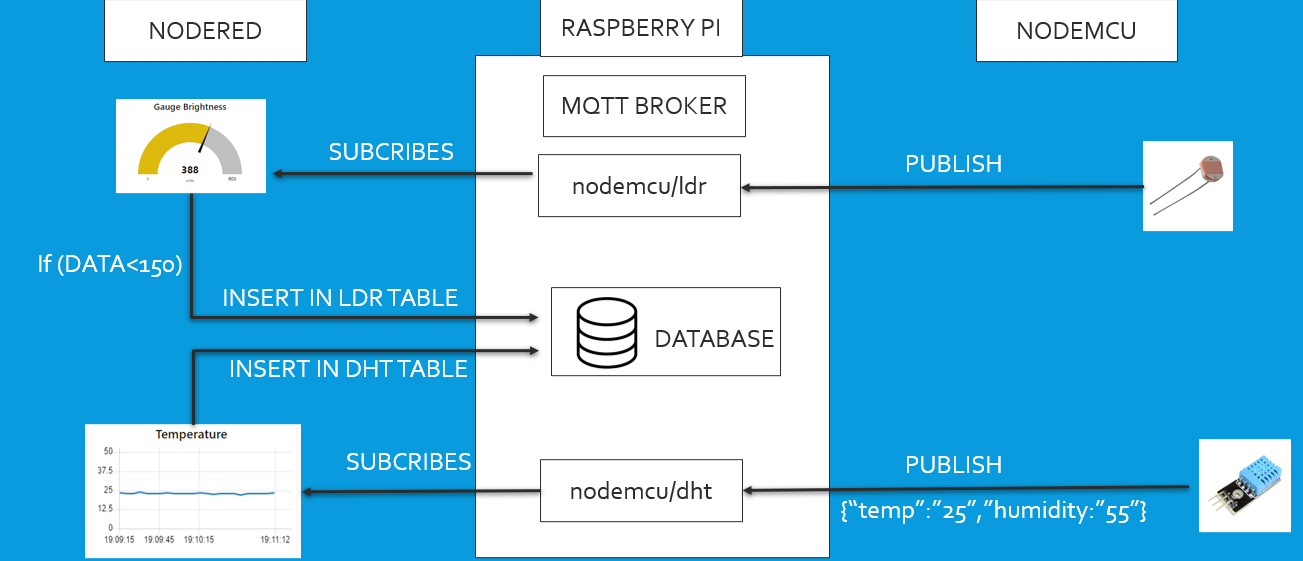 NODERED
RASPBERRY PI
NODEMCU
MQTT BROKER
Gauge Brightness
388
units
0
800
SUBCRIBES
nodemcu/ldr
PUBLISH
If (DATA<150)
INSERT IN LDR TABLE
DATABASE
INSERT IN DHT TABLE
Temperature
50
37.5
25
12.5
0
19:09:15 19:09:45 19:10:15 19:11:12
SUBCRIBES
nodemcu/dht
PUBLISH
{“temp”:”25”,”humidity:”55”}